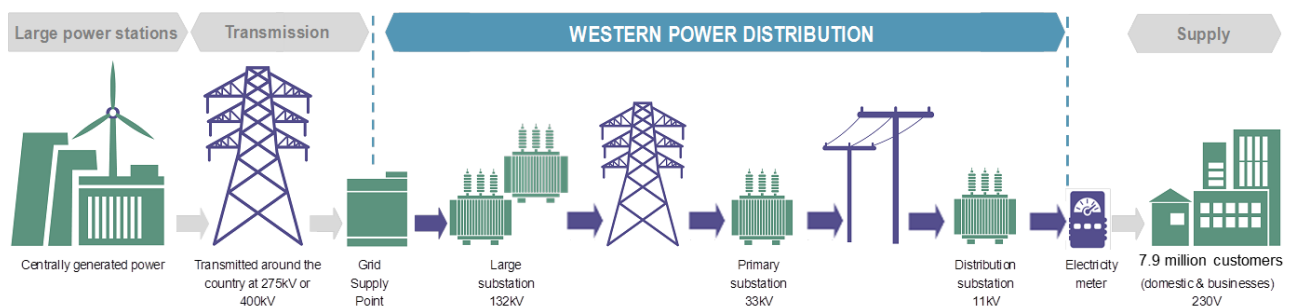 Large power stations
Transmission
WESTERN POWER DISTRIBUTION
Supply
Centrally generated power
Transmitted around the
country at 275kV or
400kV
Grid
Supply
Point
Large
substation
132kV
Primary
substation
33kV
Distribution
substation
11kV
Electricity
meter
7.9 million customers
(domestic & businesses)
230V